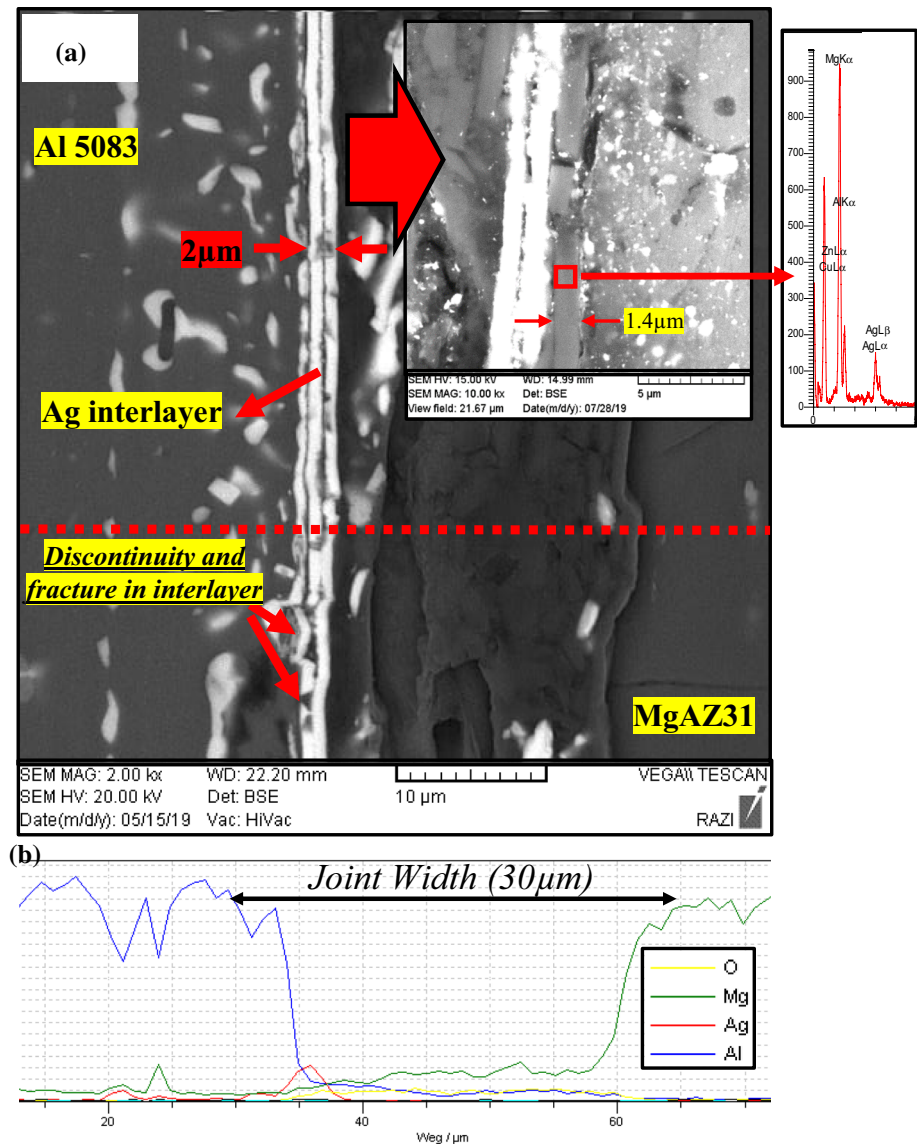 (a)
Al 5083
2µm
Ag interlayer
Discontinuity and
fracture in interlayer
MgAZ31
1.4µm
SEM HV: 15.00 kV WD: 14.99 mm
SEM MAG: 10.00 kx Det: BSE 5 µm
View field: 21.67 µm Date(m/d/y): 07/28/19
MgKα
900
800
700
AlKα
600
500
ZnLα
CuLα
400
300
200
AgLβ
AgLα
100
0
0
SEM MAG: 2.00 kx WD: 22.20 mm VEGA\\ TESCAN
SEM HV: 20.00 kV Det: BSE 10 µm
Date(m/d/y): 05/15/19 Vac: HiVac RAZI
(b)
Joint Width (30µm)
O
Mg
Ag
Al
20 40 60
Weg / µm